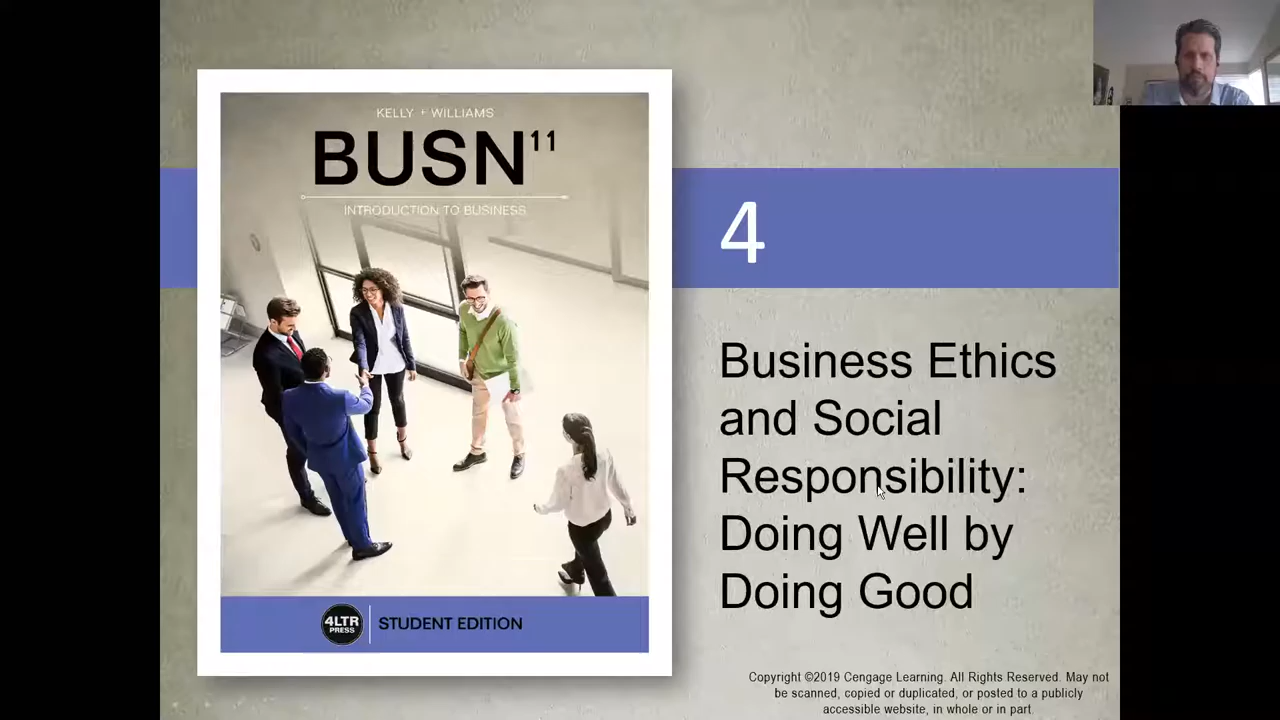 KELLY + WILLIAMS
BUSN11
INTRODUCTION TO BUSINESS
4LTR
PRESS
STUDENT EDITION
4
Business Ethics
and Social
Responsibility:
Doing Well by
Doing Good
Copyright ©2019 Cengage Learning. All Rights Reserved. May not
be scanned, copied or duplicated, or posted to a publicly
accessible website, in whole or in part.